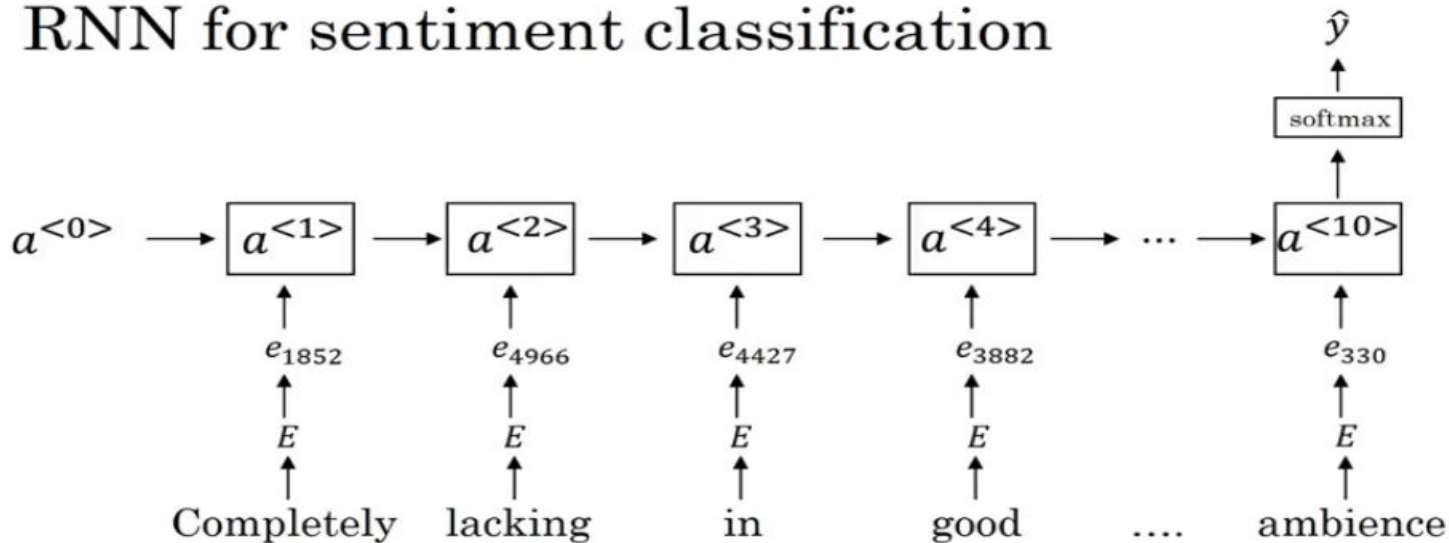 RNN for sentiment classification
ŷ
softmax
a<0> a<1> a<2> a<3> a<4> ... a<10>
e1852 e4966 e4427 e3882 e330
E E E E E
Completely lacking in good .... ambience